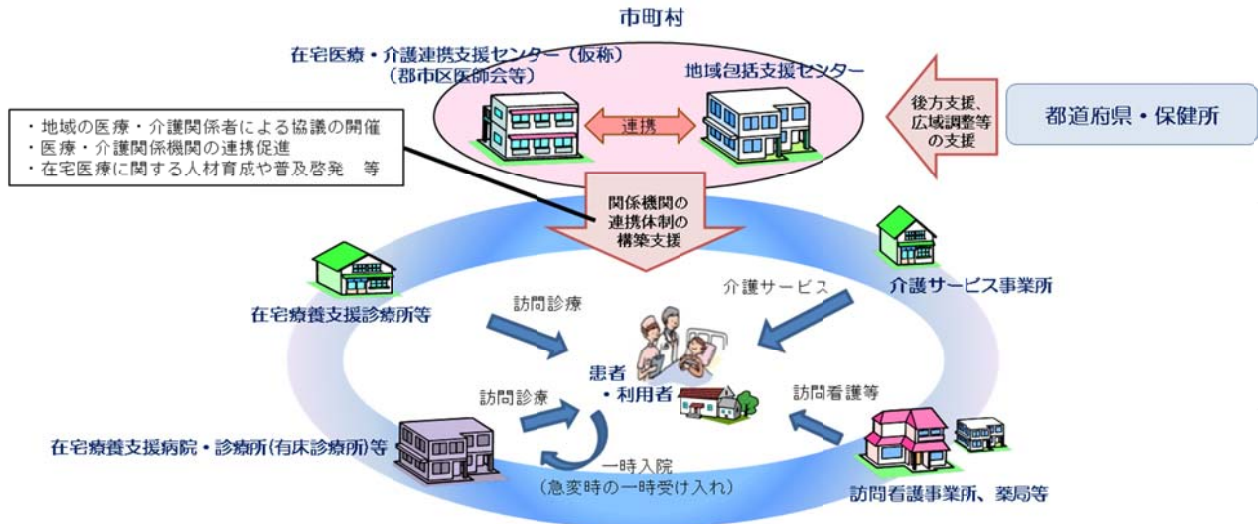 市町村
在宅医療・介護連携支援センター（仮称）
（郡市区医師会等）
地域包括支援センター
連携
後方支援、
広域調整等
の支援
都道府県・保健所
・地域の医療・介護関係者による協議の開催
・医療・介護関係機関の連携促進
・在宅医療に関する人材育成や普及啓発　等
関係機関の
連携体制の
構築支援
在宅療養支援診療所等
訪問診療
介護サービス
介護サービス事業所
患者
・利用者
訪問診療
訪問看護等
在宅療養支援病院・診療所(有床診療所)等
一時入院
（急変時の一時受け入れ）
訪問看護事業所、薬局等